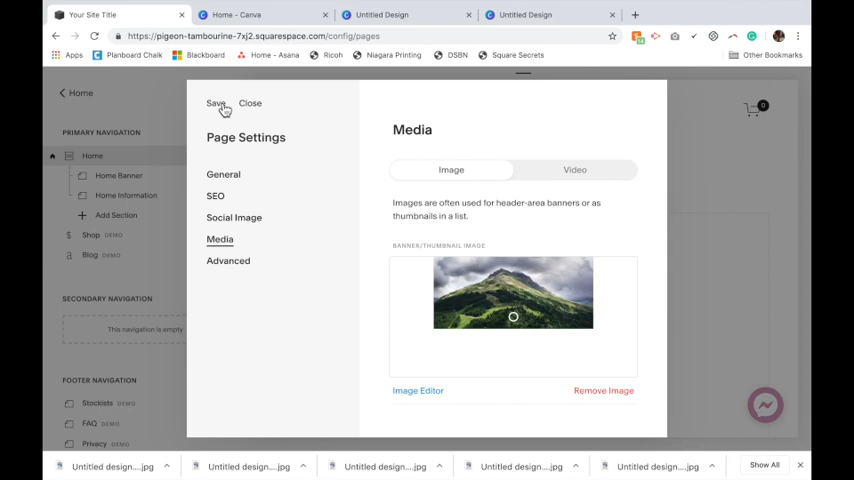 Your Site Title
Home - Canva
Untitled Design
Untitled Design
https://pigeon-tambourine-7xj2.squarespace.com/config/pages
14
Apps
Planboard Chalk
Blackboard
Home - Asana
Ricoh
Niagara Printing
DSBN
Square Secrets
Other Bookmarks
Home
PRIMARY NAVIGATION
Home
Home Banner
Home Information
Add Section
Shop DEMO
Blog DEMO
SECONDARY NAVIGATION
This navigation is empty
FOOTER NAVIGATION
Stockists DEMO
FAQ DEMO
Privacy DEMO
Save Close
Page Settings
General
SEO
Social Image
Media
Advanced
Media
Image
Video
Images are often used for header-area banners or as
thumbnails in a list.
BANNER/THUMBNAIL IMAGE
Image Editor
Remove Image
0
Untitled design....jpg
Untitled design....jpg
Untitled design....jpg
Untitled design....jpg
Untitled design....jpg
Show All